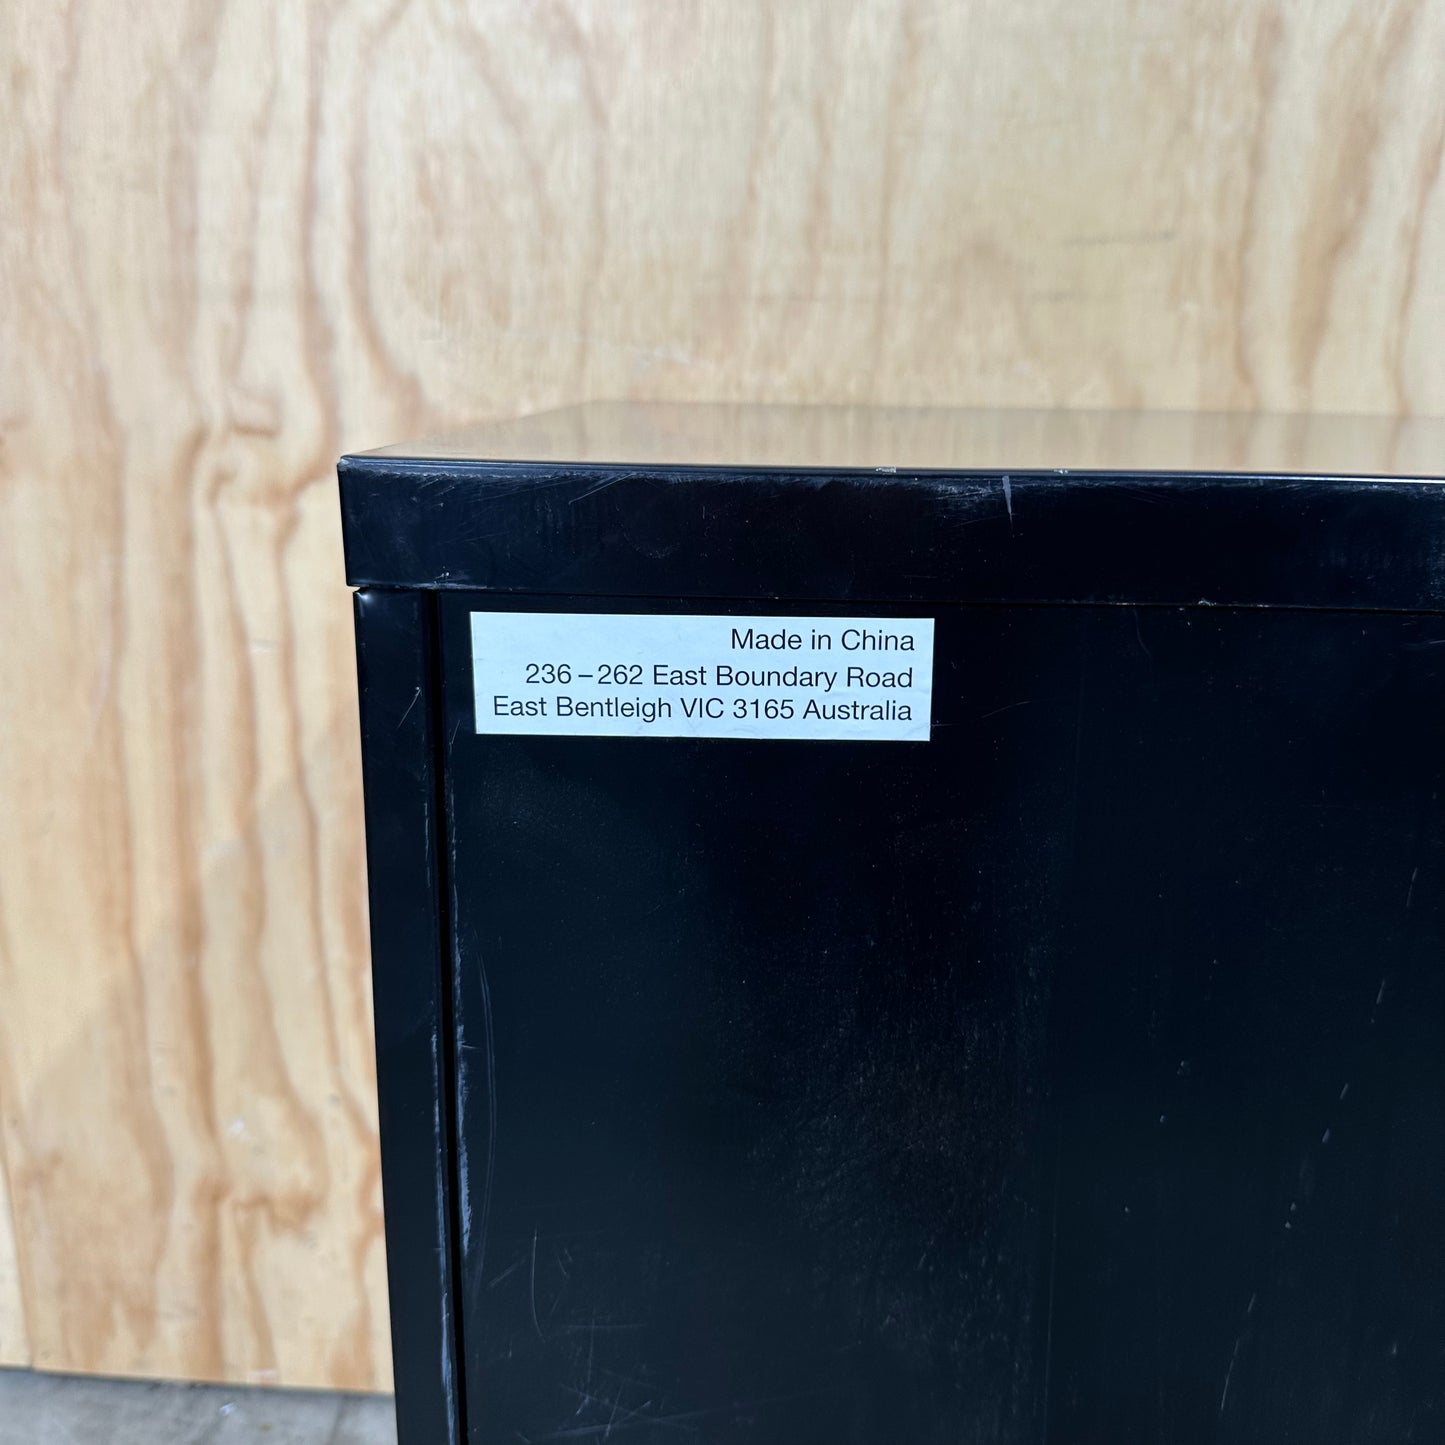 Made in China
236 – 262 East Boundary Road
East Bentleigh VIC 3165 Australia